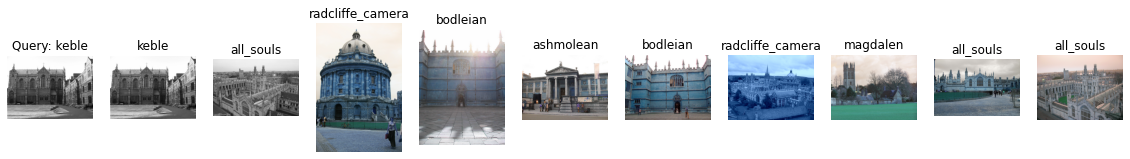 Query: keble
keble
all_souls
radcliffe_camera
bodleian
ashmolean
bodleian
radcliffe_camera
magdalen
all_souls
all_souls